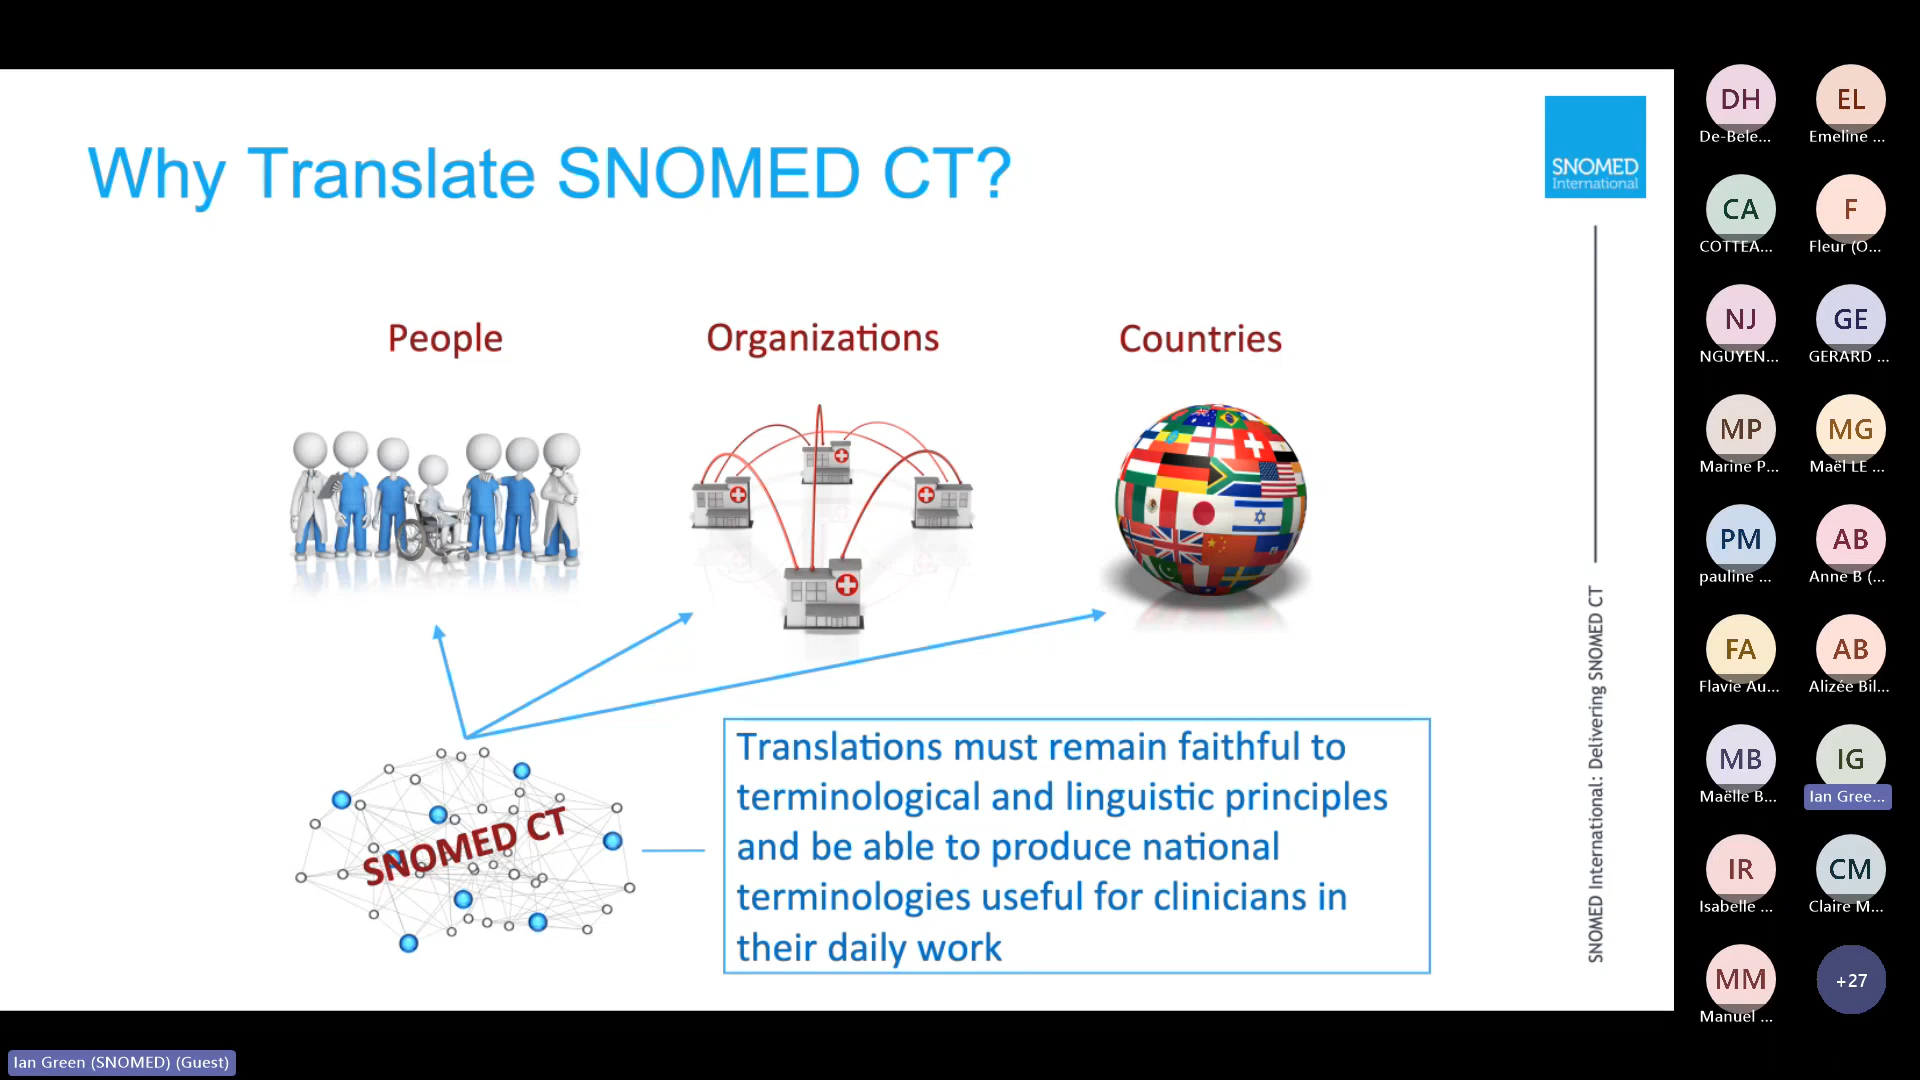 Why Translate SNOMED CT?
SNOMED
International
People
Organizations
Countries
SNOMED CT
Translations must remain faithful to
terminological and linguistic principles
and be able to produce national
terminologies useful for clinicians in
their daily work
SNOMED International: Delivering SNOMED CT
DH
De-Bele...
EL
Emeline ...
CA
COTTEA...
F
Fleur (O...
NJ
NGUYEN...
GE
GERARD ...
MP
Marine P...
MG
Maël LE ...
PM
pauline ...
AB
Anne B (...
FA
Flavie Au...
AB
Alizée Bil...
MB
Maëlle B...
IG
Ian Gree...
IR
Isabelle ...
CM
Claire M...
MM
Manuel ...
+27
Ian Green (SNOMED) (Guest)